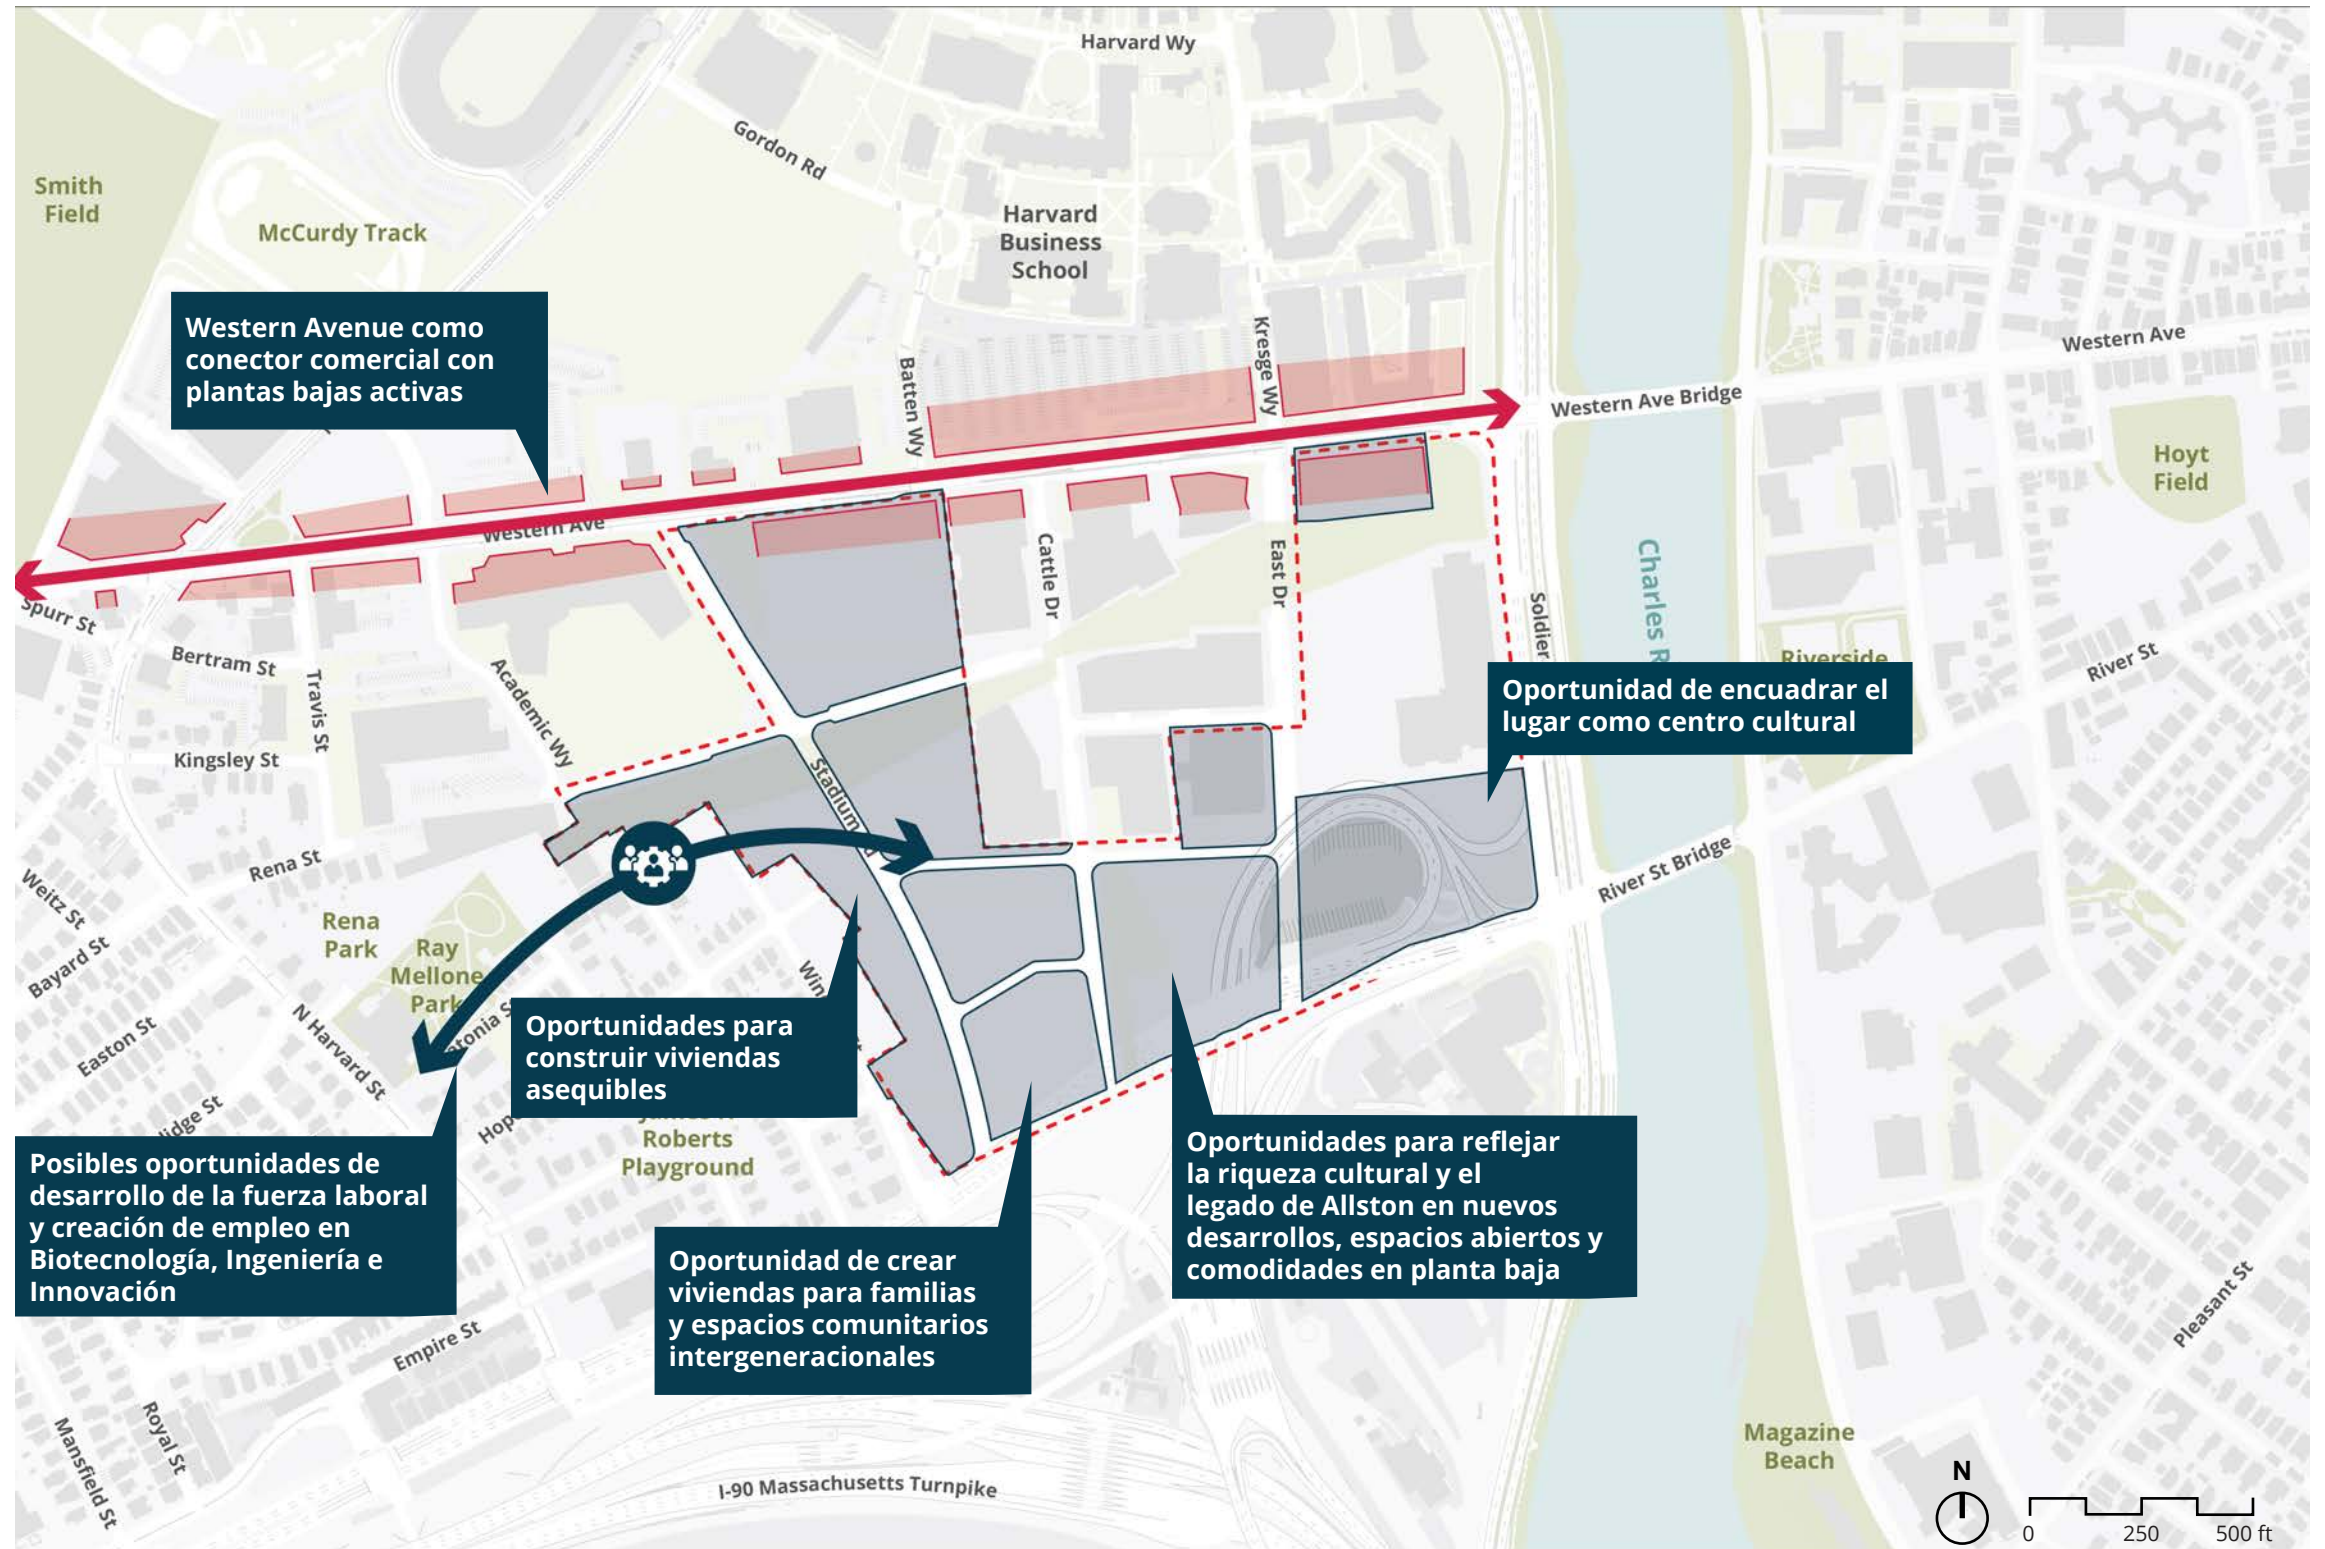 Harvard Wy
Gordon Rd
Smith
Field
McCurdy Track
Harvard
Business
School
Western Avenue como
conector comercial con
plantas bajas activas
Batten Wy
Kresge Wy
Western Ave
Western Ave Bridge
Hoyt
Field
Western Ave
Spurr St
Bertram St
Travis St
Academic Wy
Kingsley St
Cattle Dr
East Dr
Soldier
Charles R
Riverside
River St
Oportunidad de encuadrar el
lugar como centro cultural
Stadium
Rena St
Weitz St
Bayard St
Rena
Park
Ray
Mellone
Park
Easton St
N Harvard St
River St Bridge
Oportunidades para
construir viviendas
asequibles
Roberts
Playground
Posibles oportunidades de
desarrollo de la fuerza laboral
y creación de empleo en
Biotecnología, Ingeniería e
Innovación
Oportunidad de crear
viviendas para familias
y espacios comunitarios
intergeneracionales
Oportunidades para reflejar
la riqueza cultural y el
legado de Allston en nuevos
desarrollos, espacios abiertos y
comodidades en planta baja
Empire St
Royal St
Mansfield St
I-90 Massachusetts Turnpike
Magazine
Beach
Pleasant St
N
0 250 500 ft